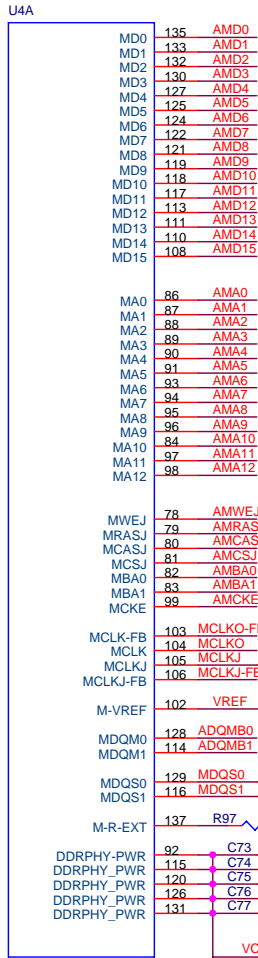 U4A
MD0 135 AMD0
MD1 133 AMD1
MD2 132 AMD2
MD3 130 AMD3
MD4 127 AMD4
MD5 125 AMD5
MD6 124 AMD6
MD7 122 AMD7
MD8 121 AMD8
MD9 119 AMD9
MD10 118 AMD10
MD11 117 AMD11
MD12 113 AMD12
MD13 111 AMD13
MD14 110 AMD14
MD15 108 AMD15
MA0 86 AMA0
MA1 87 AMA1
MA2 88 AMA2
MA3 89 AMA3
MA4 90 AMA4
MA5 91 AMA5
MA6 93 AMA6
MA7 94 AMA7
MA8 95 AMA8
MA9 96 AMA9
MA10 84 AMA10
MA11 97 AMA11
MA12 98 AMA12
MWEJ 78 AMWEJ
MRASJ 79 AMRAS
MCASJ 80 AMCAS
MCSJ 81 AMCSJ
MBA0 82 AMBA0
MBA1 83 AMBA1
MCKE 99 AMCKE
MCLK-FB 103 MCLKO-F
MCLK 104 MCLKO
MCLKJ 105 MCLKJ
MCLKJ-FB 106 MCLKJ-FB
M-VREF 102 VREF
MDQM0 128 ADQMB0
MDQM1 114 ADQMB1
MDQS0 129 MDQS0
MDQS1 116 MDQS1
M-R-EXT 137 R97
DDRPHY-PWR 92 C73
DDRPHY_PWR 115 C74
DDRPHY_PWR 120 C75
DDRPHY_PWR 126 C76
DDRPHY_PWR 131 C77